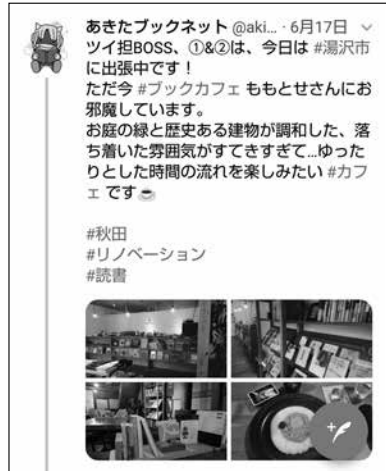 あきたブックネット @aki... · 6月17日
ツイ担BOSS、①&②は、今日は #湯沢市
に出張中です！
ただ今 #ブックカフェ ももとせさんにお
邪魔しています。
お庭の緑と歴史ある建物が調和した、落
ち着いた雰囲気がすてきすぎて...ゆった
りとした時間の流れを楽しみたい #カフ
ェ です☕
#秋田
#リノベーション
#読書